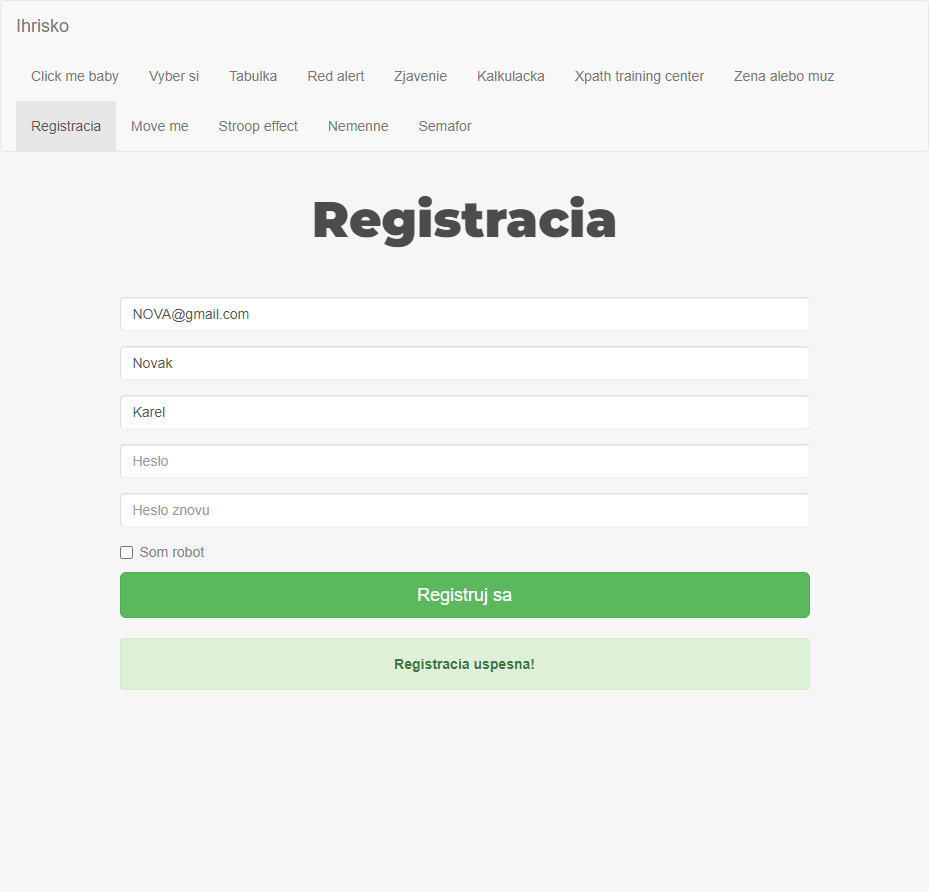 Ihrisko
Click me baby Vyber si Tabulka Red alert Zjavenie Kalkulacka Xpath training center Zena alebo muz
Registracia Move me Stroop effect Nemenne Semafor
Registracia
NOVA@gmail.com
Novak
Karel
Heslo
Heslo znovu
Som robot
Registruj sa
Registracia uspesna!